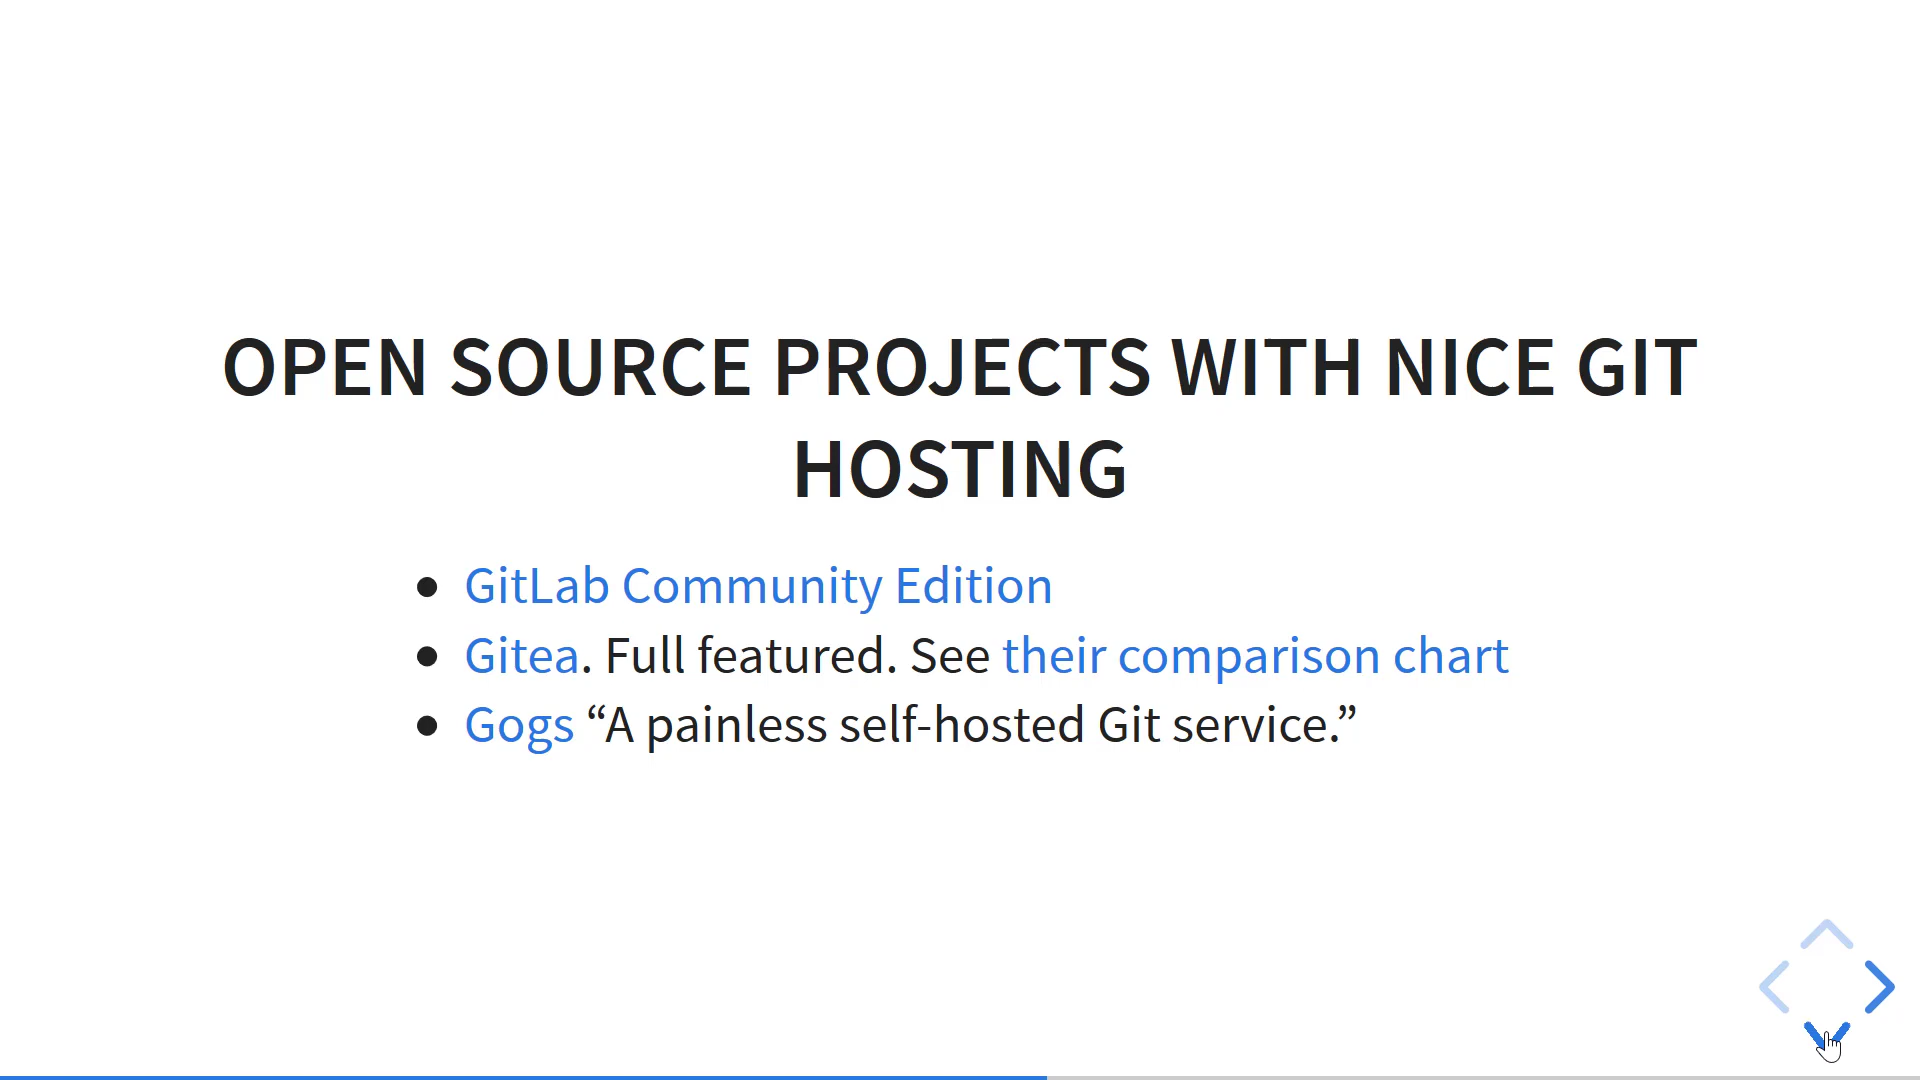 OPEN SOURCE PROJECTS WITH NICE GIT
HOSTING
GitLab Community Edition
Gitea. Full featured. See their comparison chart
Gogs “A painless self-hosted Git service.”